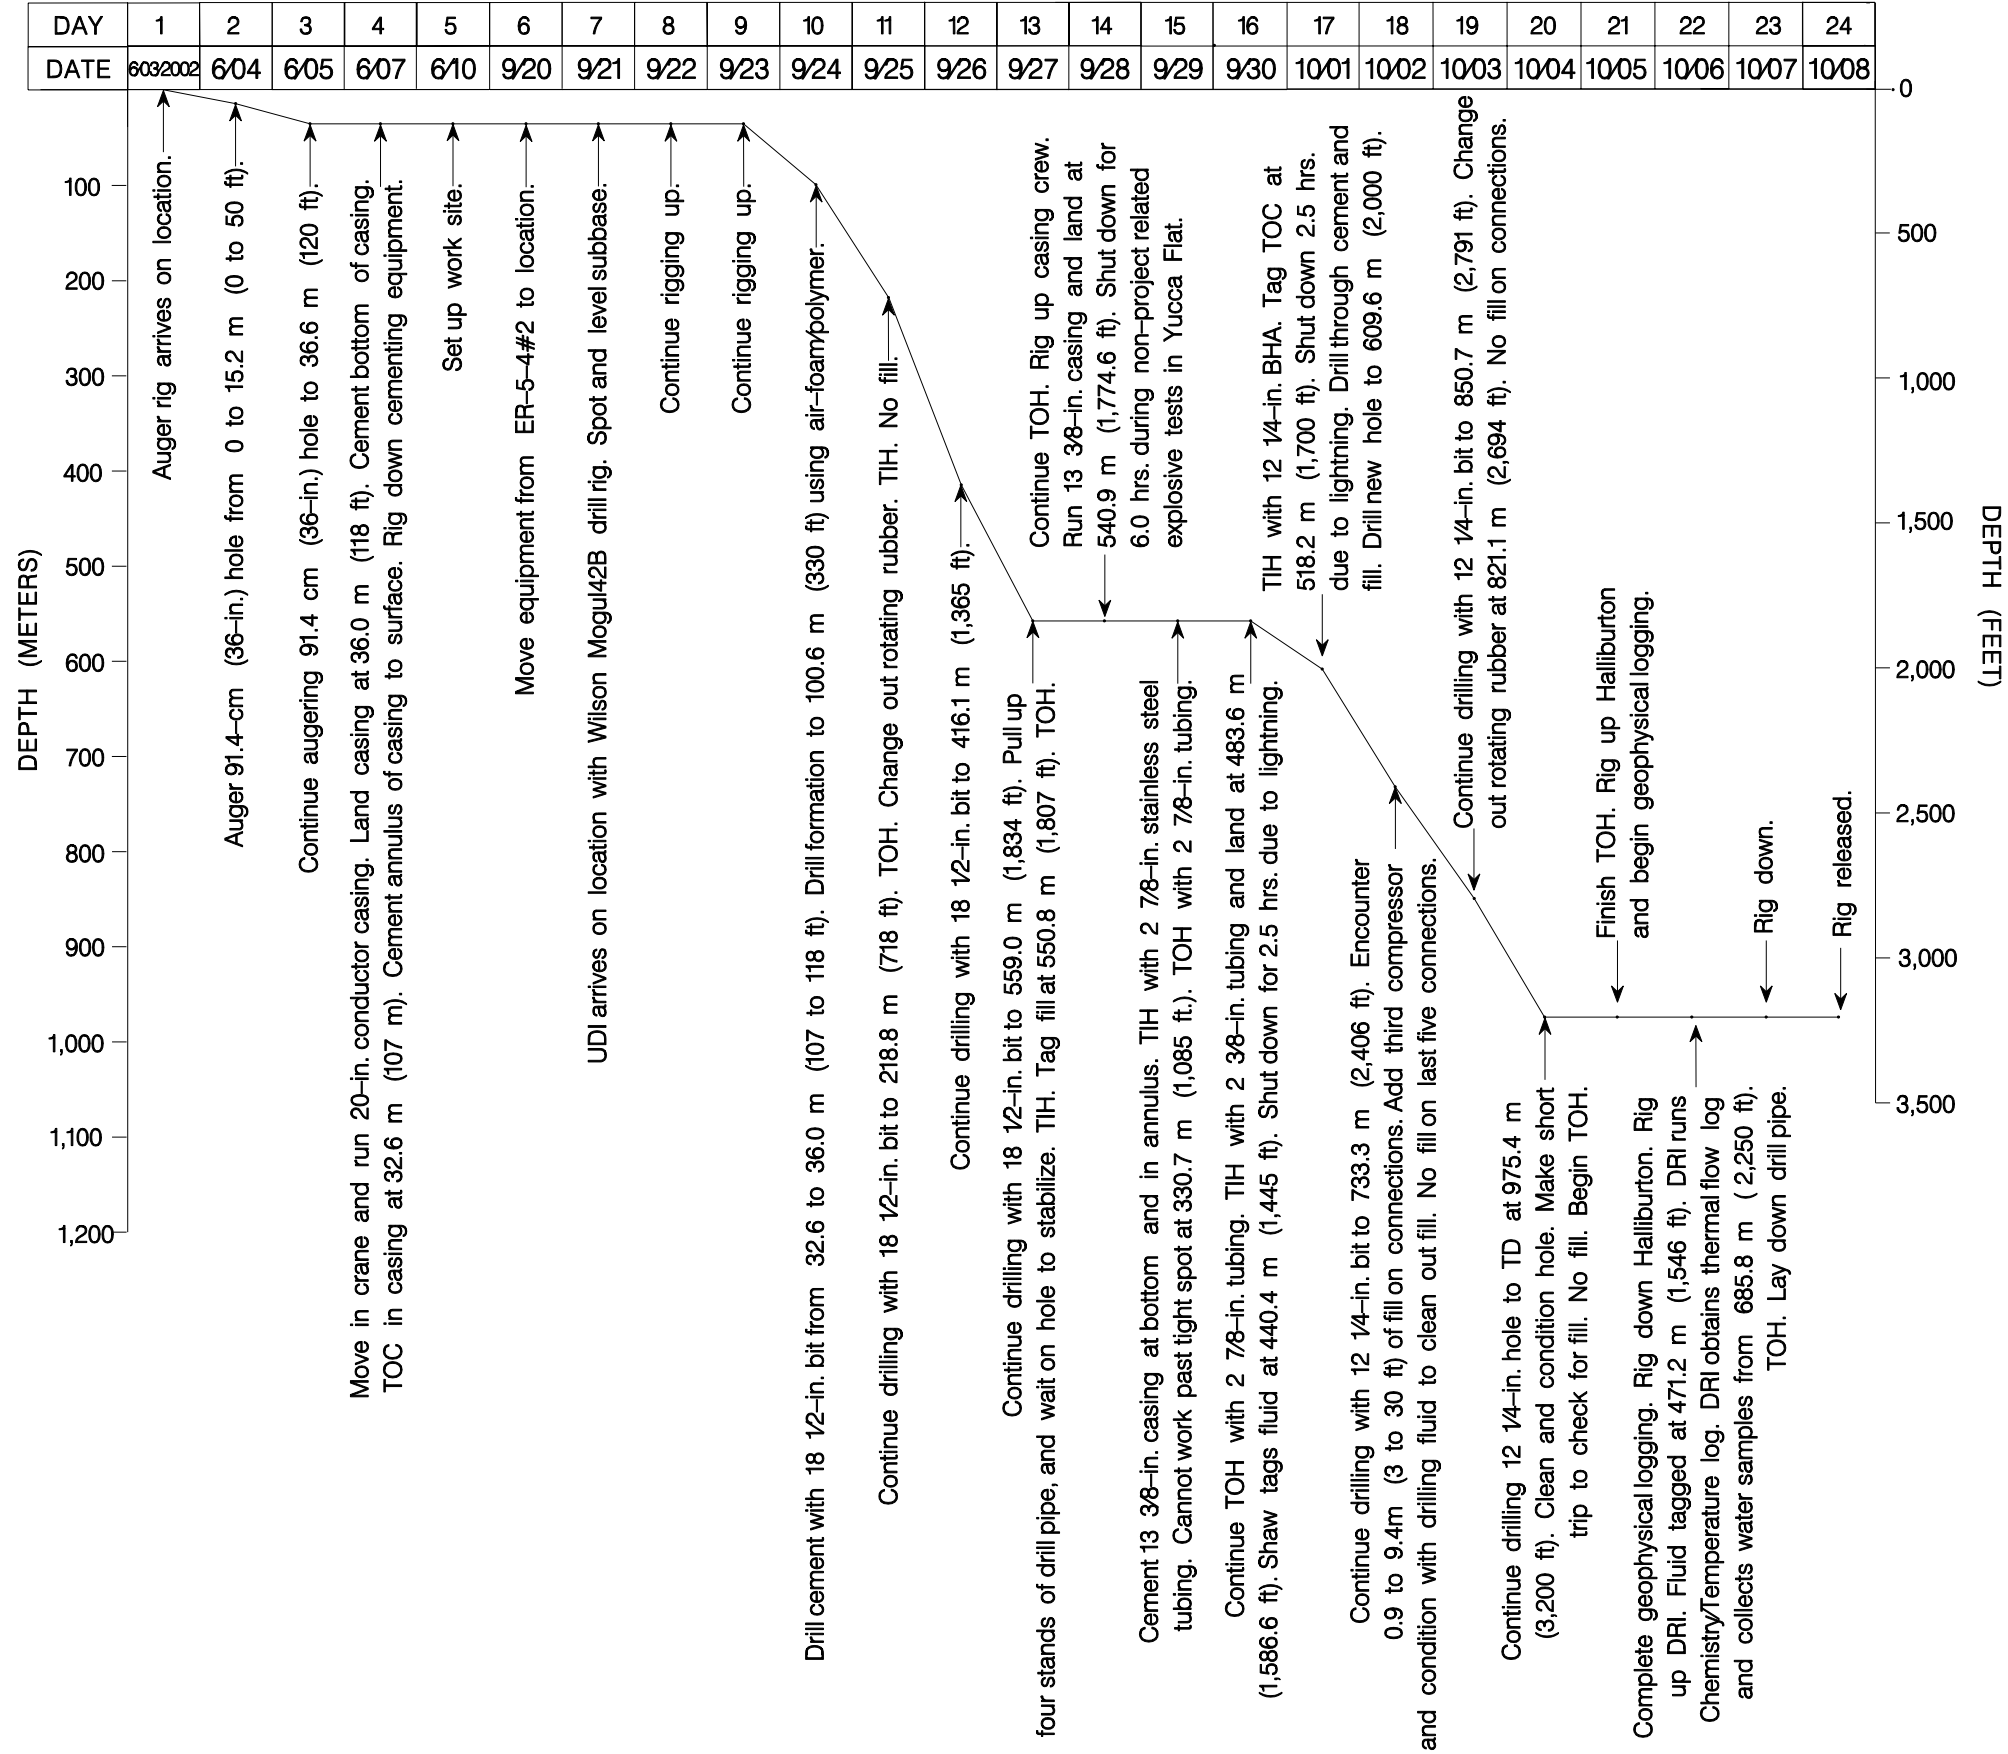 DAY 1 2 3 4 5 6 7 8 9 10 11 12 13 14 15 16 17 18 19 20 21 22 23 24
DATE 6/03/2002 6/04 6/05 6/07 6/10 9/20 9/21 9/22 9/23 9/24 9/25 9/26 9/27 9/28 9/29 9/30 10/01 10/02 10/03 10/04 10/05 10/06 10/07 10/08
DEPTH (METERS)
100
200
300
400
500
600
700
800
900
1,000
1,100
1,200
Auger rig arrives on location.
Auger 91.4–cm (36–in.) hole from 0 to 15.2 m (0 to 50 ft).
Continue augering 91.4 cm (36–in.) hole to 36.6 m (120 ft).
Move in crane and run 20–in. conductor casing. Land casing at 36.0 m (118 ft). Cement bottom of casing.
TOC in casing at 32.6 m (107 m). Cement annulus of casing to surface. Rig down cementing equipment.
Set up work site.
Move equipment from ER–5–4#2 to location.
UDI arrives on location with Wilson Mogul 42B drill rig. Spot and level subbase.
Continue rigging up.
Continue rigging up.
Drill cement with 18 1/2–in. bit from 32.6 to 36.0 m (107 to 118 ft). Drill formation to 100.6 m (330 ft) using air–foam/polymer.
Continue drilling with 18 1/2–in. bit to 218.8 m (718 ft). TOH. Change out rotating rubber. TIH. No fill.
Continue drilling with 18 1/2–in. bit to 416.1 m (1,365 ft).
Continue drilling with 18 1/2–in. bit to 559.0 m (1,834 ft). Pull up
four stands of drill pipe, and wait on hole to stabilize. TIH. Tag fill at 550.8 m (1,807 ft). TOH.
Continue TOH. Rig up casing crew.
Run 13 3/8–in. casing and land at
540.9 m (1,774.6 ft). Shut down for
6.0 hrs. during non–project related
explosive tests in Yucca Flat.
Cement 13 3/8–in. casing at bottom and in annulus. TIH with 2 7/8–in. stainless steel
tubing. Cannot work past tight spot at 330.7 m (1,085 ft.). TOH with 2 7/8–in. tubing.
Continue TOH with 2 7/8–in. tubing. TIH with 2 3/8–in. tubing and land at 483.6 m
(1,586.6 ft). Shaw tags fluid at 440.4 m (1,445 ft). Shut down for 2.5 hrs. due to lightning.
TIH with 12 1/4–in. BHA. Tag TOC at
518.2 m (1,700 ft). Shut down 2.5 hrs.
due to lightning. Drill through cement and
fill. Drill new hole to 609.6 m (2,000 ft).
Continue drilling with 12 1/4–in. bit to 733.3 m (2,406 ft). Encounter
0.9 to 9.4m (3 to 30 ft) of fill on connections. Add third compressor
and condition with drilling fluid to clean out fill. No fill on last five connections.
Continue drilling with 12 1/4–in. bit to 850.7 m (2,791 ft). Change
out rotating rubber at 821.1 m (2,694 ft). No fill on connections.
Continue drilling 12 1/4–in. hole to TD at 975.4 m
(3,200 ft). Clean and condition hole. Make short
trip to check for fill. No fill. Begin TOH.
Finish TOH. Rig up Halliburton
and begin geophysical logging.
Complete geophysical logging. Rig down Halliburton. Rig
up DRI. Fluid tagged at 471.2 m (1,546 ft). DRI runs
Chemistry/Temperature log. DRI obtains thermal flow log
and collects water samples from 685.8 m ( 2,250 ft).
TOH. Lay down drill pipe.
Rig down.
Rig released.
0
500
1,000
1,500
2,000
2,500
3,000
3,500
DEPTH (FEET)